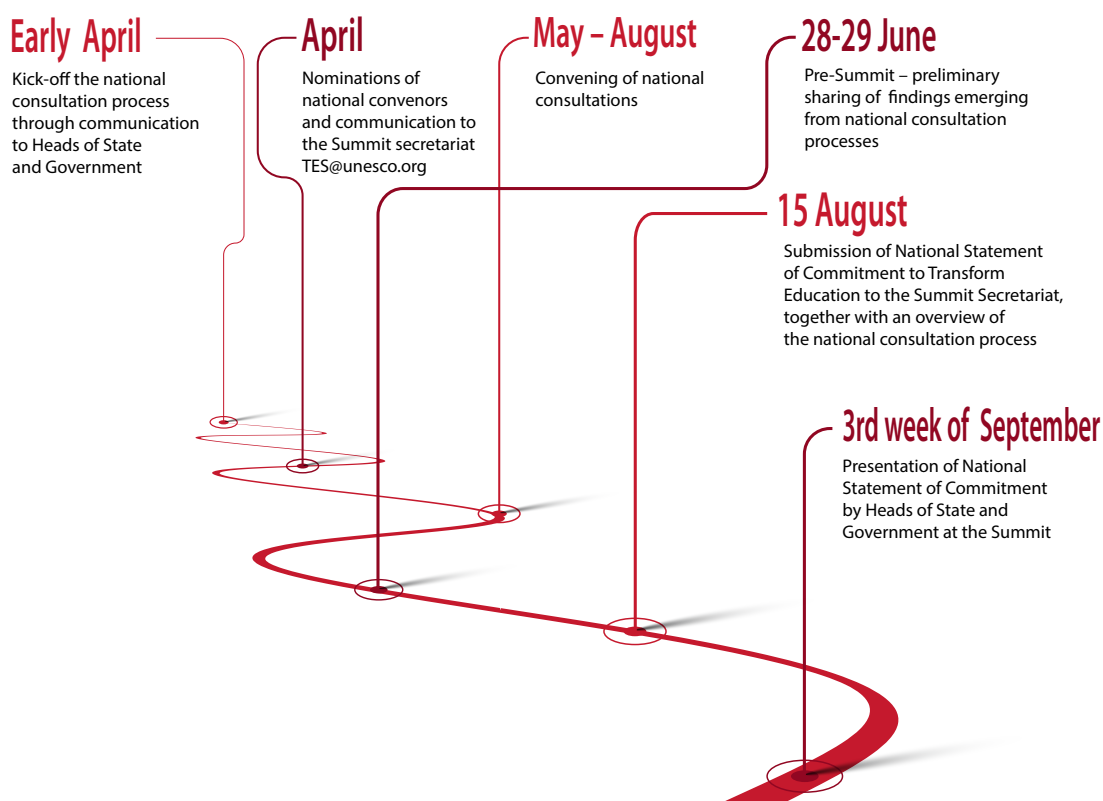 Early April
Kick-off the national
consultation process
through communication
to Heads of State
and Government
April
Nominations of
national convenors
and communication to
the Summit secretariat
TES@unesco.org
May – August
Convening of national
consultations
28-29 June
Pre-Summit – preliminary
sharing of findings emerging
from national consultation
processes
15 August
Submission of National Statement
of Commitment to Transform
Education to the Summit Secretariat,
together with an overview of
the national consultation process
3rd week of September
Presentation of National
Statement of Commitment
by Heads of State and
Government at the Summit